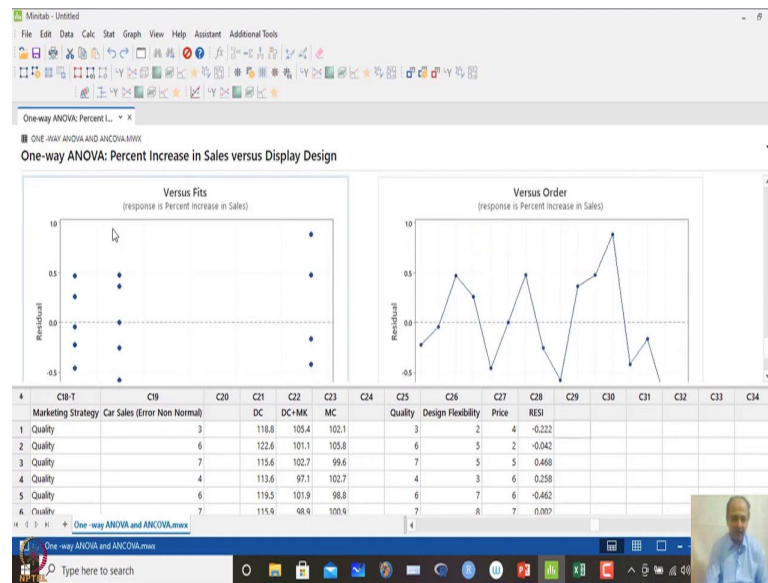 Minitab - Untitled
File Edit Data Calc Stat Graph View Help Assistant Additional Tools
One-way ANOVA: Percent I...
ONE -WAY ANOVA AND ANCOVA.MWX
One-way ANOVA: Percent Increase in Sales versus Display Design
Versus Fits
(response is Percent Increase in Sales)
1.0
0.5
0.0
-0.5
Residual
Versus Order
(response is Percent Increase in Sales)
1.0
0.5
0.0
-0.5
Residual
C18-T C19 C20 C21 C22 C23 C24 C25 C26 C27 C28 C29 C30 C31 C32 C33 C34
Marketing Strategy Car Sales (Error Non Normal) DC DC+MK MC Quality Design Flexibility Price RESI
1 Quality 3 118.8 105.4 102.1 3 2 4 -0.222
2 Quality 6 122.6 101.1 105.8 6 5 2 -0.042
3 Quality 7 115.6 102.7 99.6 7 5 5 0.468
4 Quality 4 113.6 97.1 102.7 4 3 6 0.258
5 Quality 6 119.5 101.9 98.8 6 7 6 -0.462
6 Quality 7 115.9 98.9 100.9 7 8 7 0.002
One -way ANOVA and ANCOVA.mwx
One -way ANOVA and ANCOVA.mwx
NPTEL
Type here to search